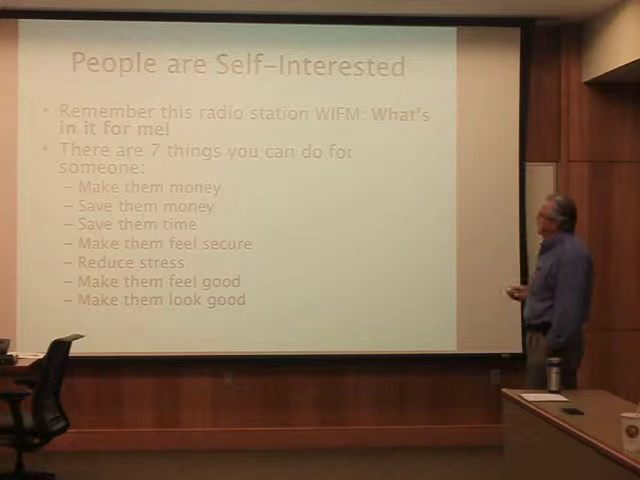 People are Self-Interested
• Remember this radio station WIFM: What's
in it for me!
• There are 7 things you can do for
someone:
– Make them money
– Save them money
– Save them time
– Make them feel secure
– Reduce stress
– Make them feel good
– Make them look good